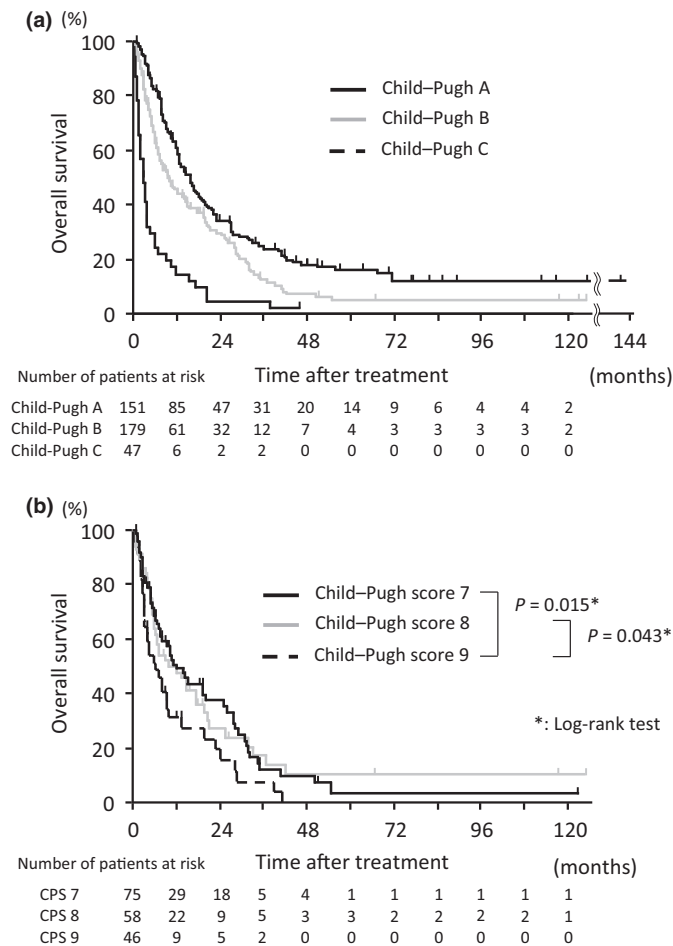 (a) (%)
100
80
60
40
20
0
Overall survival
Child–Pugh A
Child–Pugh B
Child–Pugh C
0 24 48 72 96 120 144
Number of patients at risk Time after treatment (months)
Child-Pugh A 151 85 47 31 20 14 9 6 4 4 2
Child-Pugh B 179 61 32 12 7 4 3 3 3 3 2
Child-Pugh C 47 6 2 2 0 0 0 0 0 0 0
(b) (%)
100
80
60
40
20
0
Overall survival
Child–Pugh score 7
Child–Pugh score 8
Child–Pugh score 9
P = 0.015*
P = 0.043*
*: Log-rank test
0 24 48 72 96 120
Number of patients at risk Time after treatment (months)
CPS 7 75 29 18 5 4 1 1 1 1 1 1
CPS 8 58 22 9 5 3 3 2 2 2 2 1
CPS 9 46 9 5 2 0 0 0 0 0 0 0